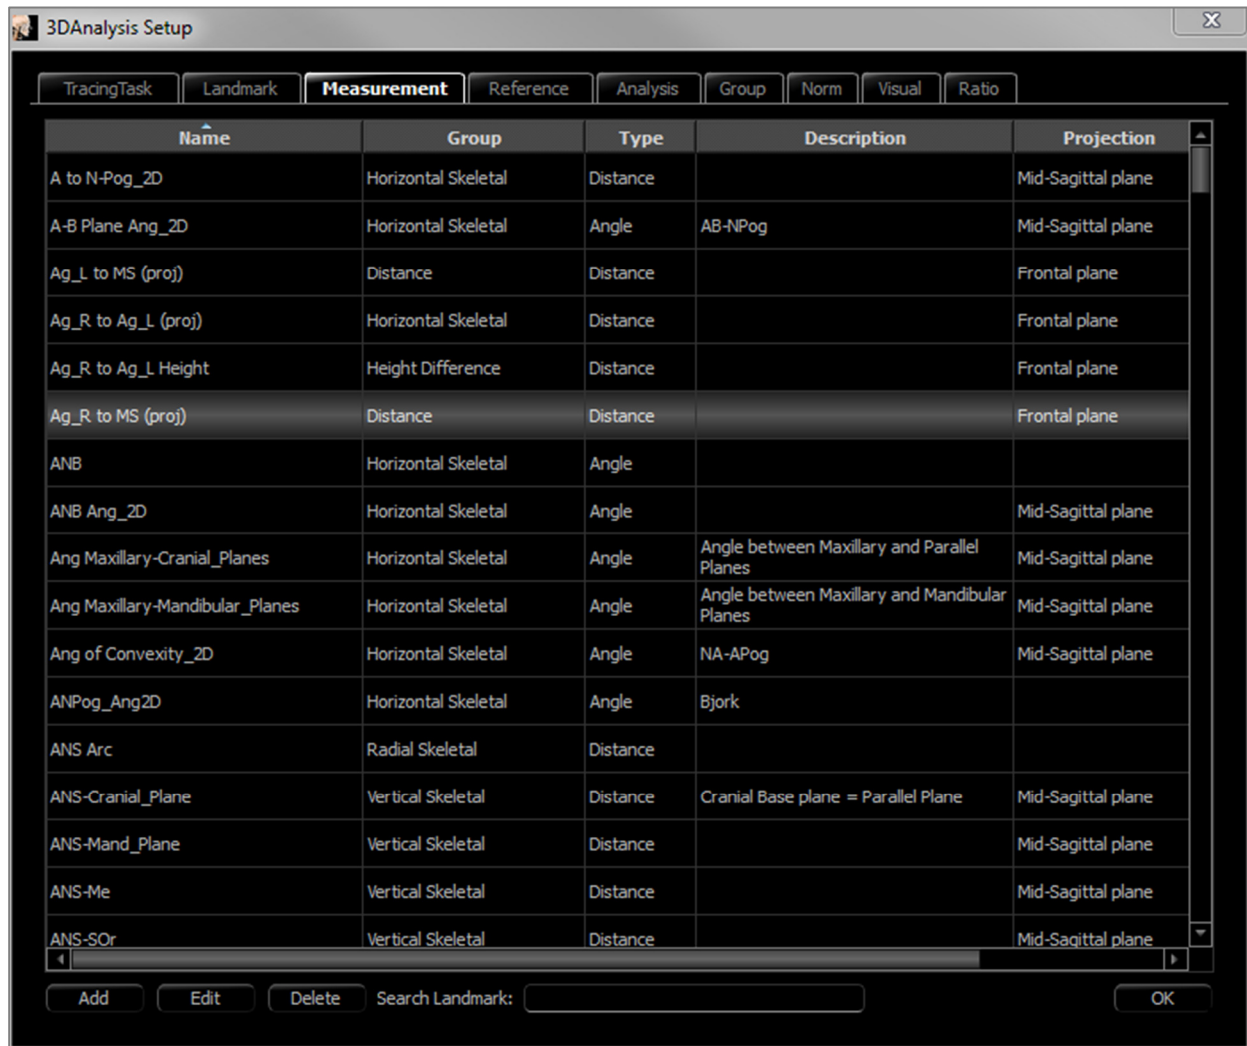 3DAnalysis Setup
TracingTask Landmark Measurement Reference Analysis Group Norm Visual Ratio
Name Group Type Description Projection
A to N-Pog_2D Horizontal Skeletal Distance Mid-Sagittal plane
A-B Plane Ang_2D Horizontal Skeletal Angle AB-NPog Mid-Sagittal plane
Ag_L to MS (proj) Distance Distance Frontal plane
Ag_R to Ag_L (proj) Horizontal Skeletal Distance Frontal plane
Ag_R to Ag_L Height Height Difference Distance Frontal plane
Ag_R to MS (proj) Distance Distance Frontal plane
ANB Horizontal Skeletal Angle
ANB Ang_2D Horizontal Skeletal Angle Mid-Sagittal plane
Ang Maxillary-Cranial_Planes Horizontal Skeletal Angle Angle between Maxillary and Parallel
Planes Mid-Sagittal plane
Ang Maxillary-Mandibular_Planes Horizontal Skeletal Angle Angle between Maxillary and Mandibular
Planes Mid-Sagittal plane
Ang of Convexity_2D Horizontal Skeletal Angle NA-APog Mid-Sagittal plane
ANPog_Ang2D Horizontal Skeletal Angle Bjork
ANS Arc Radial Skeletal Distance
ANS-Cranial_Plane Vertical Skeletal Distance Cranial Base plane = Parallel Plane Mid-Sagittal plane
ANS-Mand_Plane Vertical Skeletal Distance Mid-Sagittal plane
ANS-Me Vertical Skeletal Distance Mid-Sagittal plane
ANS-SOr Vertical Skeletal Distance Mid-Sagittal plane
Add Edit Delete Search Landmark: OK